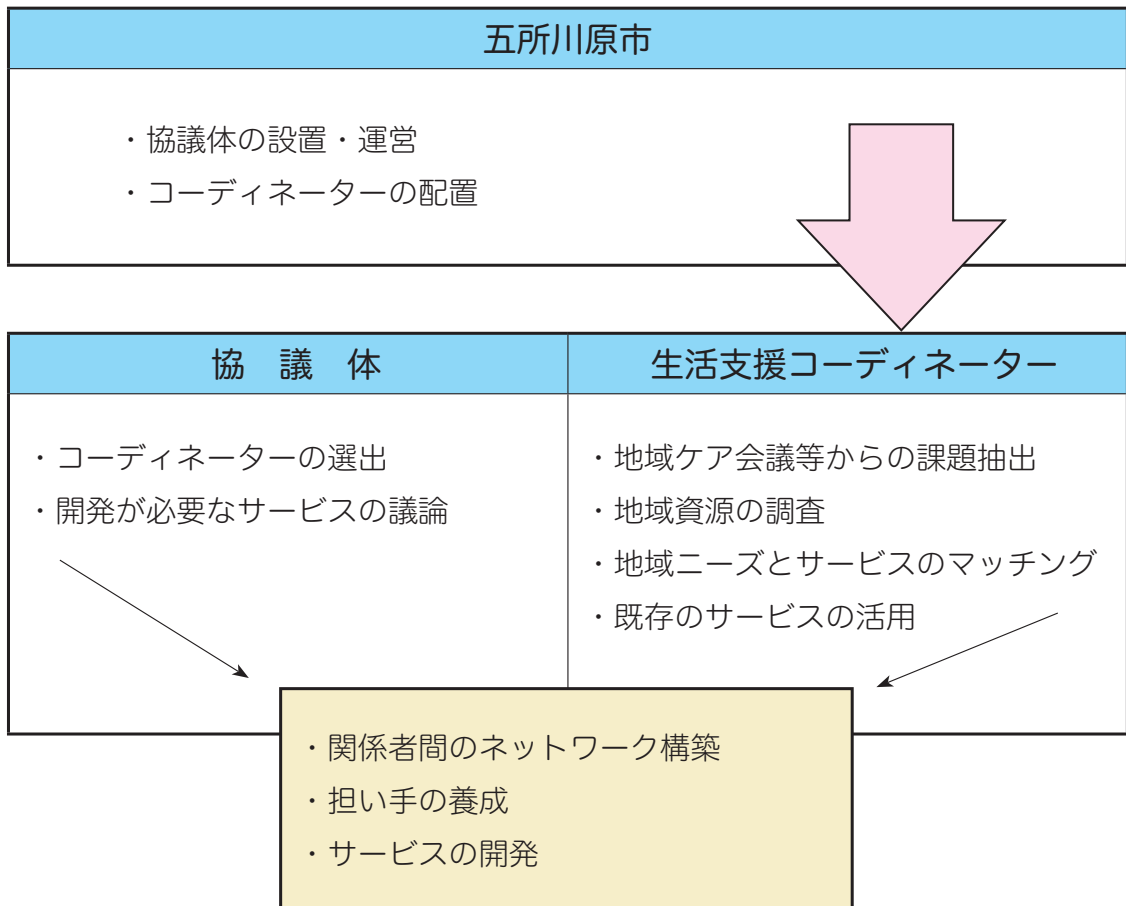 五所川原市
・協議体の設置・運営
・コーディネーターの配置
協　議　体
・コーディネーターの選出
・開発が必要なサービスの議論
生活支援コーディネーター
・地域ケア会議等からの課題抽出
・地域資源の調査
・地域ニーズとサービスのマッチング
・既存のサービスの活用
・関係者間のネットワーク構築
・担い手の養成
・サービスの開発